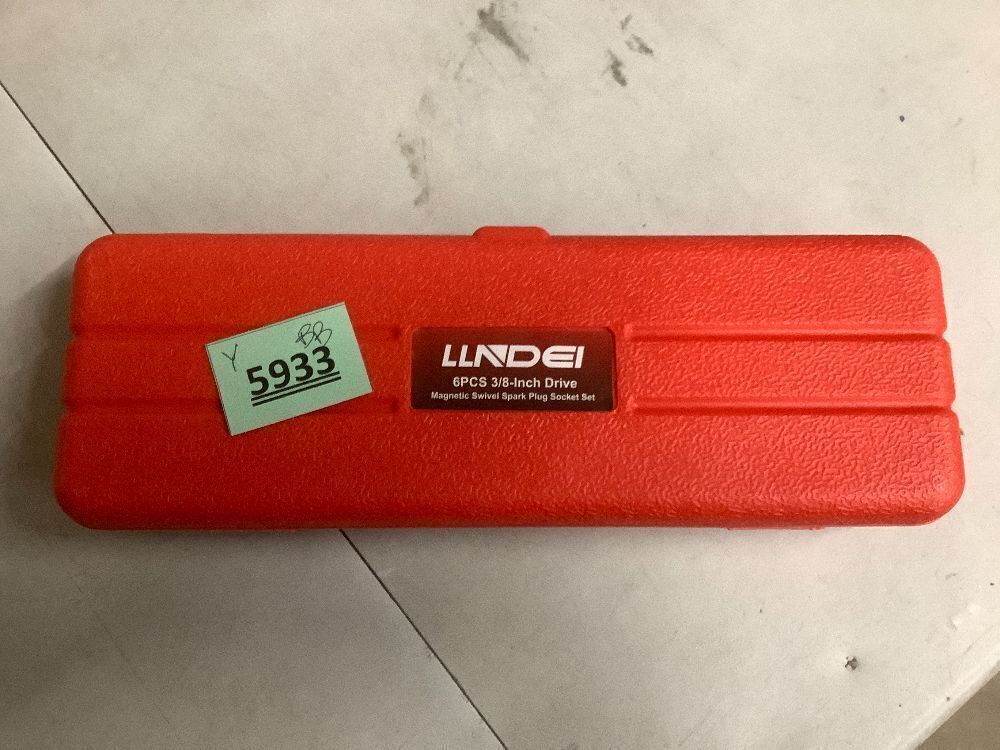 BB
Y
5933
LLNDEI
6PCS 3/8-Inch Drive
Magnetic Swivel Spark Plug Socket Set